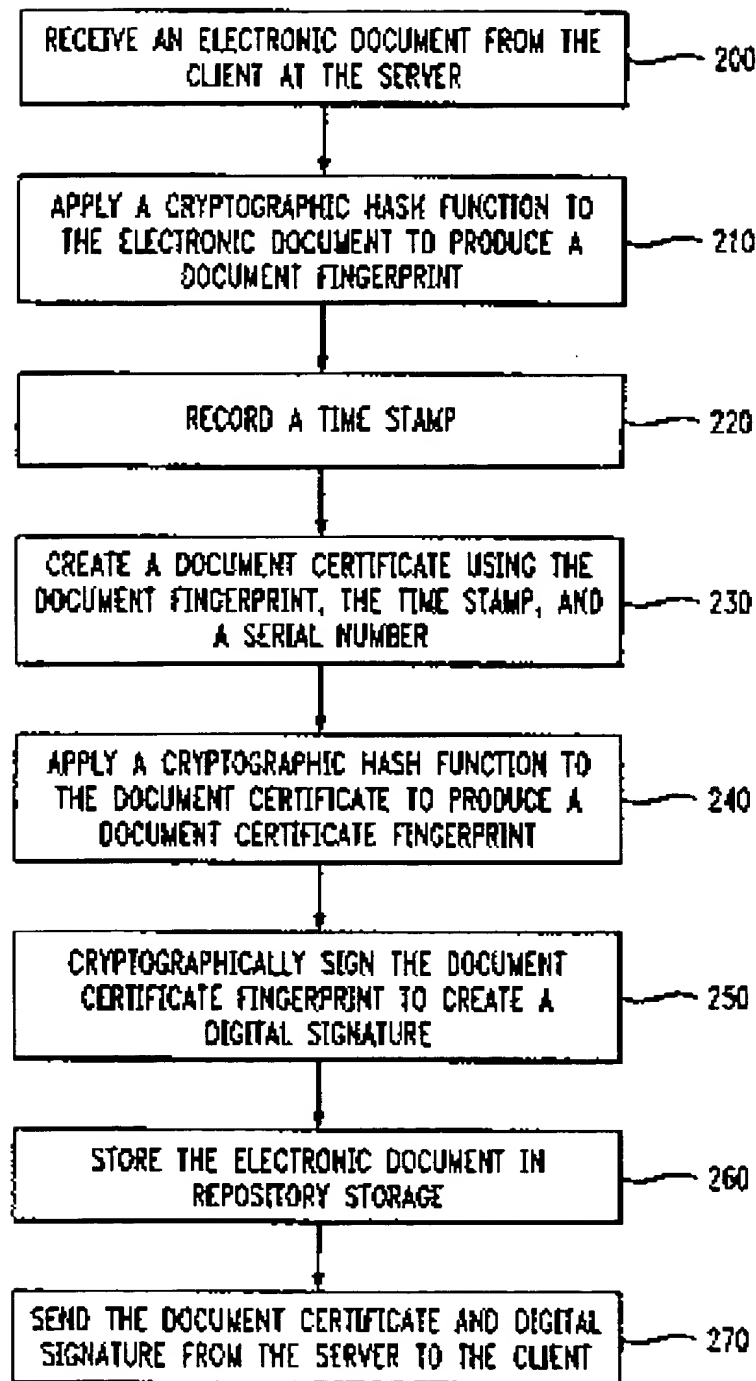 RECEIVE AN ELECTRONIC DOCUMENT FROM THE
CLIENT AT THE SERVER
200
APPLY A CRYPTOGRAPHIC HASH FUNCTION TO
THE ELECTRONIC DOCUMENT TO PRODUCE A
DOCUMENT FINGERPRINT
210
RECORD A TIME STAMP
220
CREATE A DOCUMENT CERTIFICATE USING THE
DOCUMENT FINGERPRINT, THE TIME STAMP, AND
A SERIAL NUMBER
230
APPLY A CRYPTOGRAPHIC HASH FUNCTION TO
THE DOCUMENT CERTIFICATE TO PRODUCE A
DOCUMENT CERTIFICATE FINGERPRINT
240
CRYPTOGRAPHICALLY SIGN THE DOCUMENT
CERTIFICATE FINGERPRINT TO CREATE A
DIGITAL SIGNATURE
250
STORE THE ELECTRONIC DOCUMENT IN
REPOSITORY STORAGE
260
SEND THE DOCUMENT CERTIFICATE AND DIGITAL
SIGNATURE FROM THE SERVER TO THE CLIENT
270